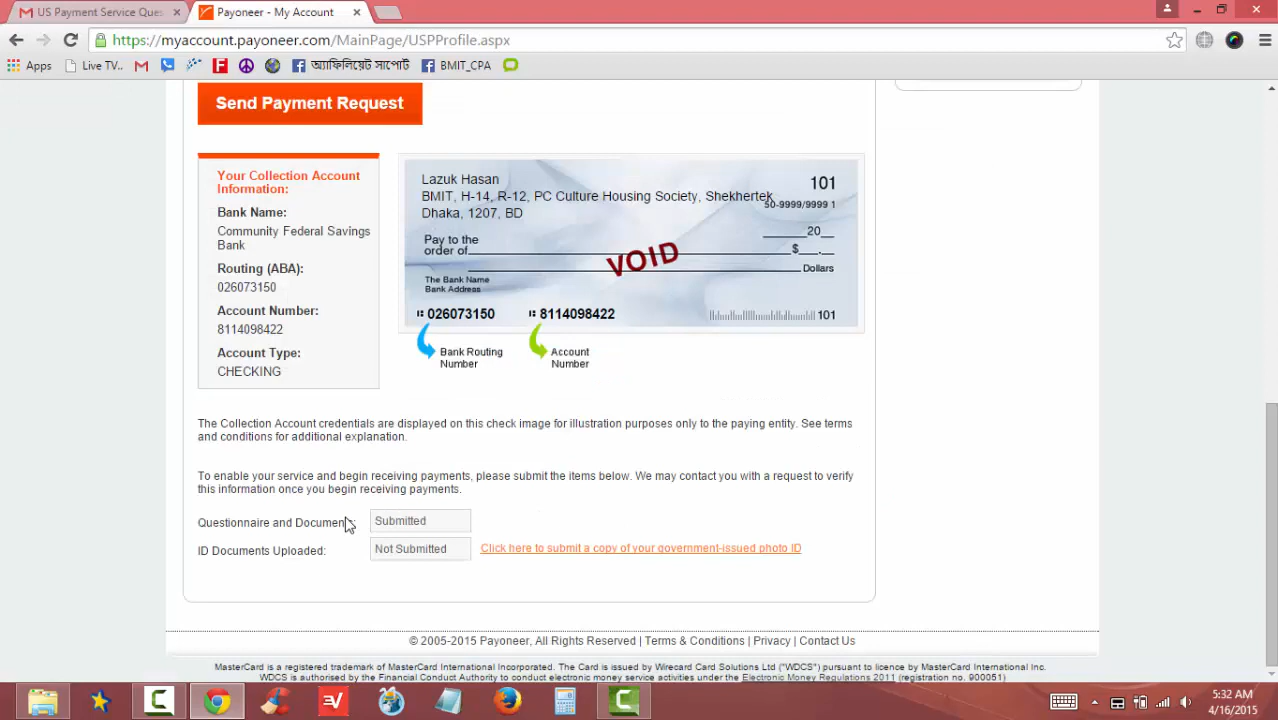 US Payment Service Ques
Payoneer - My Account
https://myaccount.payoneer.com/MainPage/USPProfile.aspx
Apps
Live TV..
অ্যাফিলিয়েট সাপোর্ট
BMIT_CPA
Send Payment Request
Your Collection Account Information:
Bank Name:
Community Federal Savings
Bank
Routing (ABA):
026073150
Account Number:
8114098422
Account Type:
CHECKING
Lazuk Hasan
101
BMIT, H-14, R-12, PC Culture Housing Society, Shekhertek
50-9999/9999 1
Dhaka, 1207, BD
20
Pay to the
order of
$
VOID
Dollars
The Bank Name
Bank Address
026073150
8114098422
101
Bank Routing
Number
Account
Number
The Collection Account credentials are displayed on this check image for illustration purposes only to the paying entity. See terms
and conditions for additional explanation.
To enable your service and begin receiving payments, please submit the items below. We may contact you with a request to verify
this information once you begin receiving payments.
Questionnaire and Documents:
Submitted
ID Documents Uploaded:
Not Submitted
Click here to submit a copy of your government-issued photo ID
© 2005-2015 Payoneer, All Rights Reserved | Terms & Conditions | Privacy | Contact Us
MasterCard is a registered trademark of MasterCard International Incorporated. The Card is issued by Wirecard Card Solutions Ltd ("WDCS") pursuant to licence by MasterCard International Inc.
WDCS is authorised by the Financial Conduct Authority to conduct electronic money service activities under the Electronic Money Regulations 2011 (registration no. 900051)
5:32 AM
4/16/2015